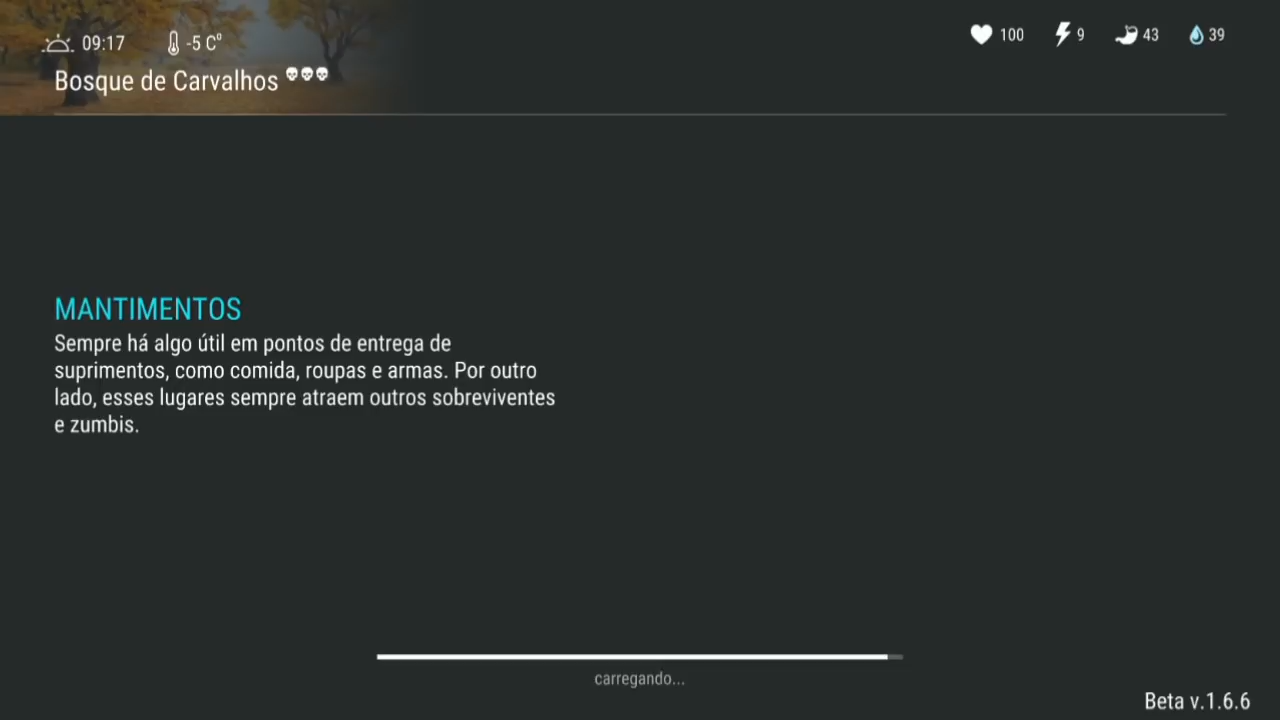 09:17 -5 Cº
100 9 43 39
Bosque de Carvalhos
MANTIMENTOS
Sempre há algo útil em pontos de entrega de
suprimentos, como comida, roupas e armas. Por outro
lado, esses lugares sempre atraem outros sobreviventes
e zumbis.
carregando...
Beta v.1.6.6